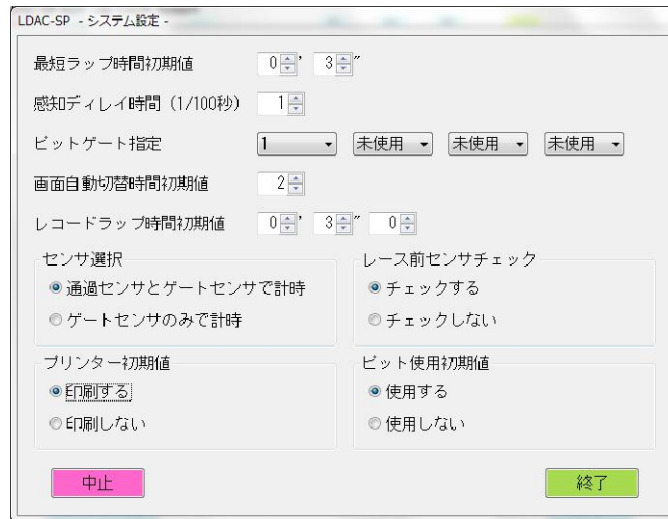 LDAC-SP - システム設定 -
最短ラップ時間初期値 0 ' 3 "
感知ディレイ時間（1/100秒） 1
ピットゲート指定 1 未使用 未使用 未使用
画面自動切替時間初期値 2
レコードラップ時間初期値 0 ' 3 " 0
センサ選択 レース前センサチェック
通過センサとゲートセンサで計時 チェックする
ゲートセンサのみで計時 チェックしない
プリンター初期値 ピット使用初期値
印刷する 使用する
印刷しない 使用しない
中止 終了